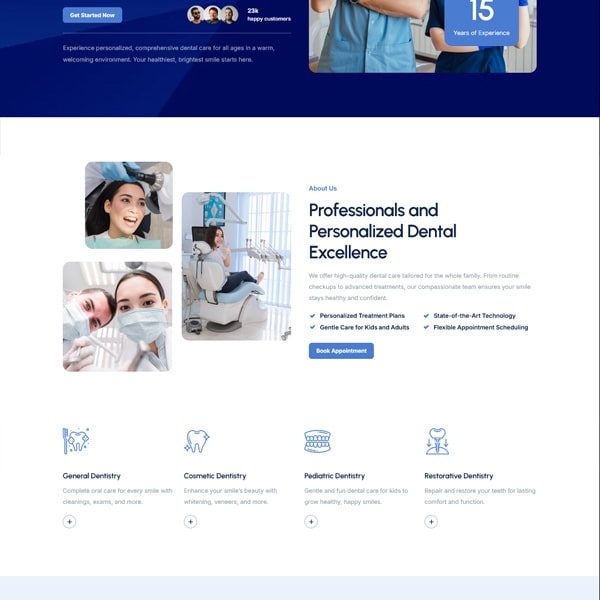 Get Started Now
23k
happy customers
Experience personalized, comprehensive dental care for all ages in a warm,
welcoming environment. Your healthiest, brightest smile starts here.
15
Years of Experience
About Us
Professionals and
Personalized Dental
Excellence
We offer high-quality dental care tailored for the whole family. From routine
checkups to advanced treatments, our compassionate team ensures your smile
stays healthy and confident.
Personalized Treatment Plans
State-of-the-Art Technology
Gentle Care for Kids and Adults
Flexible Appointment Scheduling
Book Appointment
General Dentistry
Complete oral care for every smile with
cleanings, exams, and more.
Cosmetic Dentistry
Enhance your smile's beauty with
whitening, veneers, and more.
Pediatric Dentistry
Gentle and fun dental care for kids to
grow healthy, happy smiles.
Restorative Dentistry
Repair and restore your teeth for lasting
comfort and function.